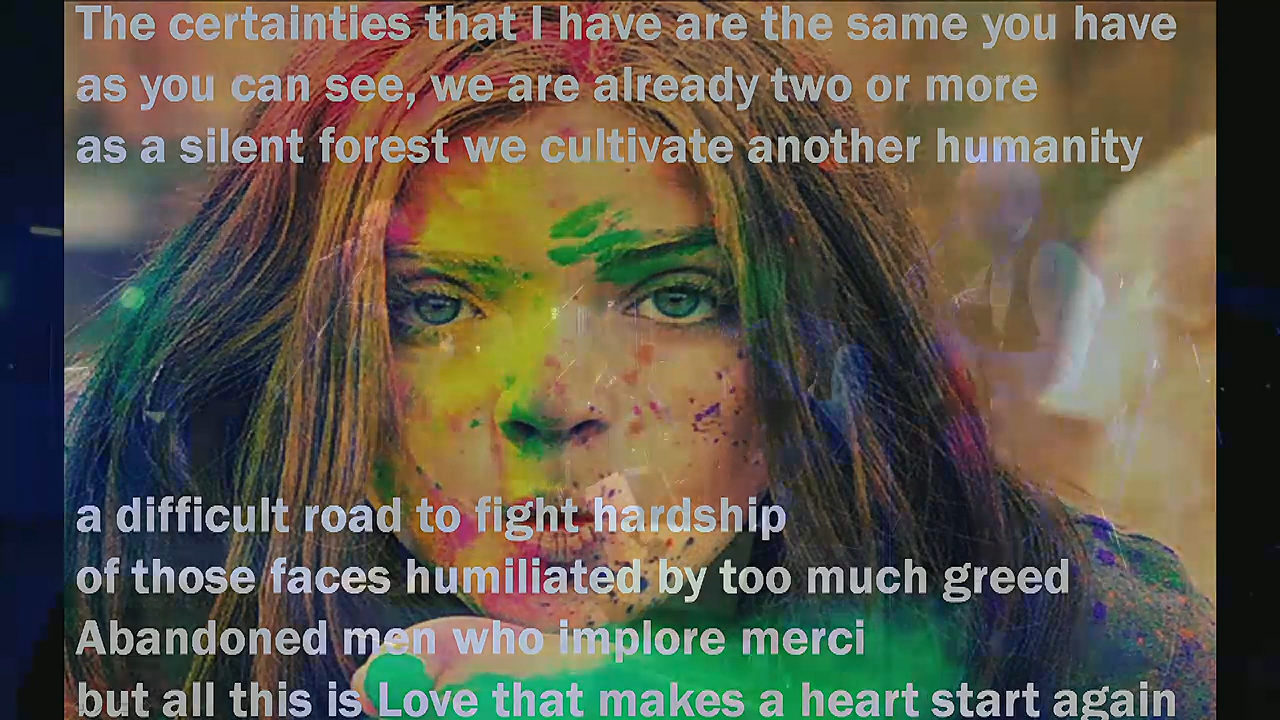 The certainties that I have are the same you have
as you can see, we are already two or more
as a silent forest we cultivate another humanity
a difficult road to fight hardship
of those faces humiliated by too much greed
Abandoned men who implore merci
but all this is Love that makes a heart start again